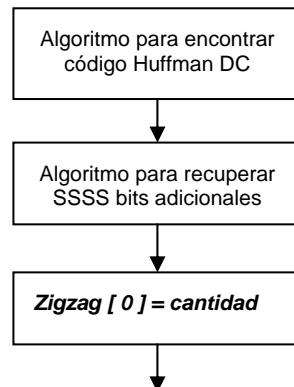 Algoritmo para encontrar
código Huffman DC
Algoritmo para recuperar
SSSS bits adicionales
Zigzag [ 0 ] = cantidad